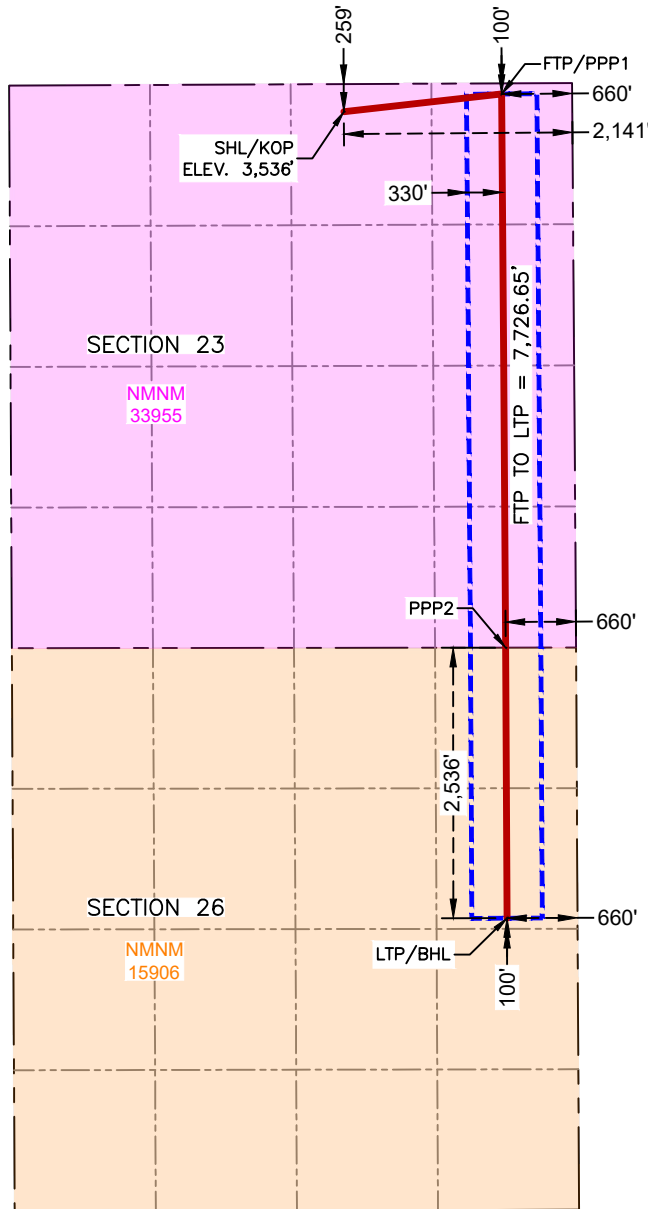 259'
100'
FTP/PPP1
660'
2,141'
SHL/KOP
ELEV. 3,536'
330'
FTP TO LTP = 7,726.65'
SECTION 23
NMNM
33955
PPP2
660'
2,536'
SECTION 26
NMNM
15906
660'
LTP/BHL
100'